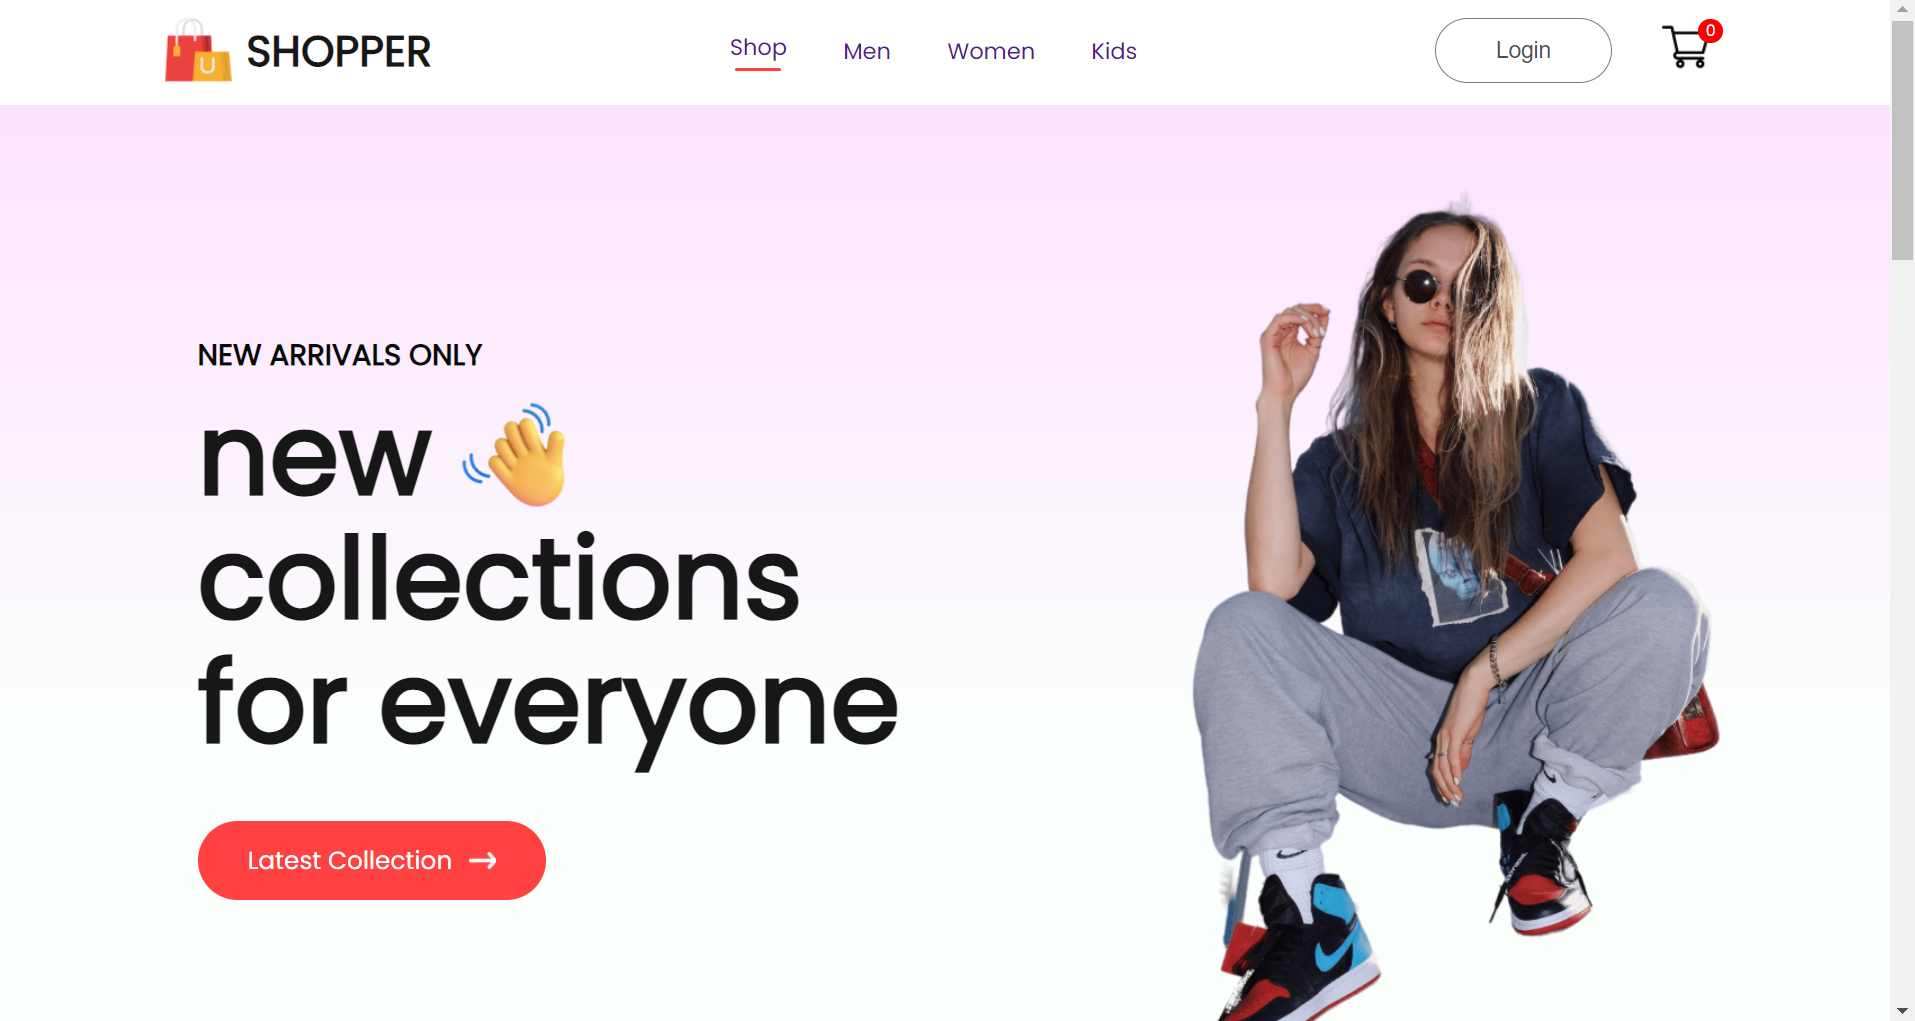 SHOPPER
Shop
Men
Women
Kids
Login
0
NEW ARRIVALS ONLY
new
collections
for everyone
Latest Collection